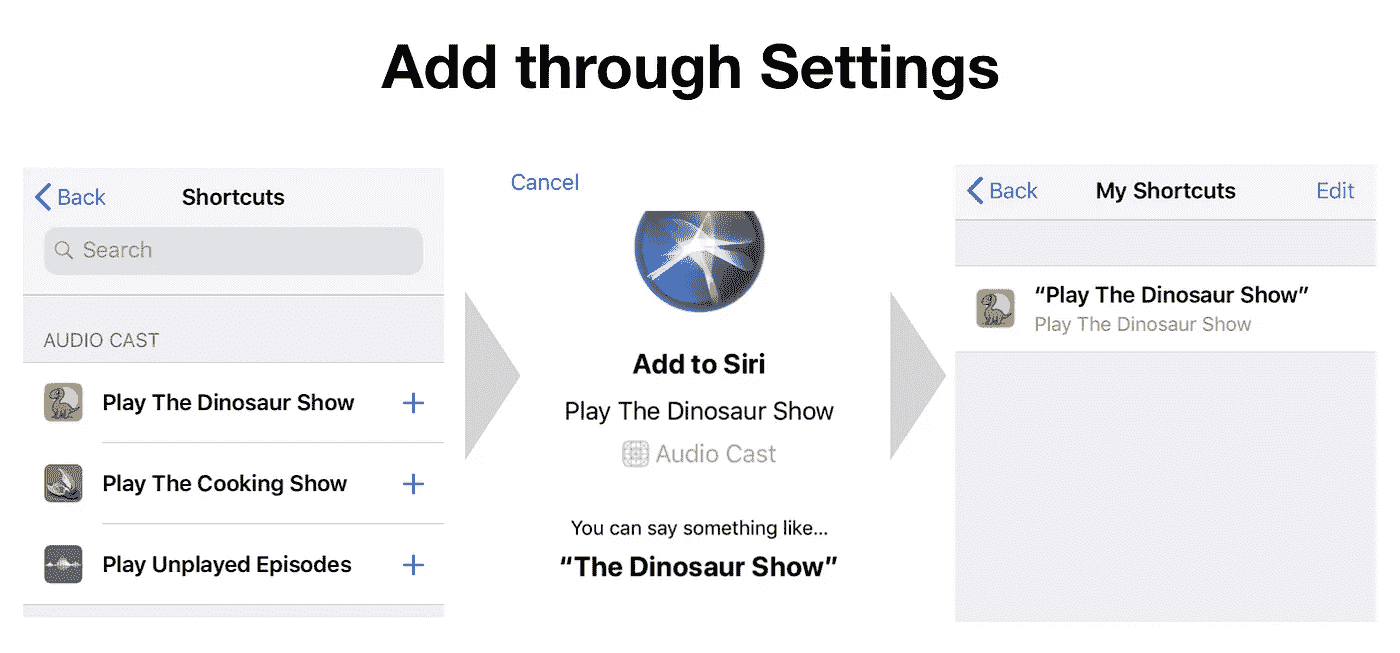 Add through Settings
Back
Shortcuts
Search
AUDIO CAST
Play The Dinosaur Show
Play The Cooking Show
Play Unplayed Episodes
Cancel
Add to Siri
Play The Dinosaur Show
Audio Cast
You can say something like...
“The Dinosaur Show”
Back
My Shortcuts
Edit
“Play The Dinosaur Show”
Play The Dinosaur Show